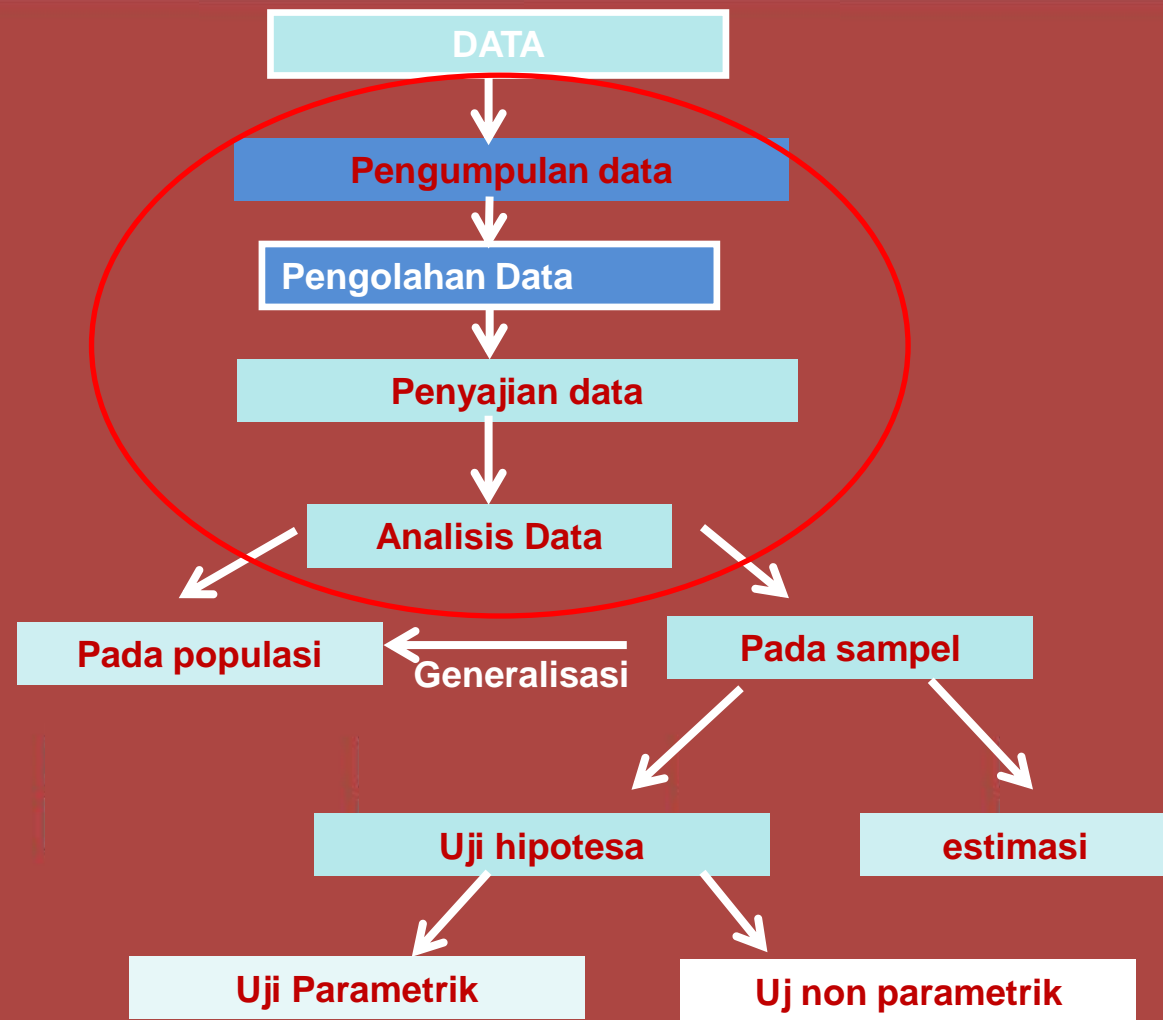 DATA
Pengumpulan data
Pengolahan Data
Penyajian data
Analisis Data
Pada populasi
Generalisasi
Pada sampel
Uji hipotesa
estimasi
Uji Parametrik
Uj non parametrik